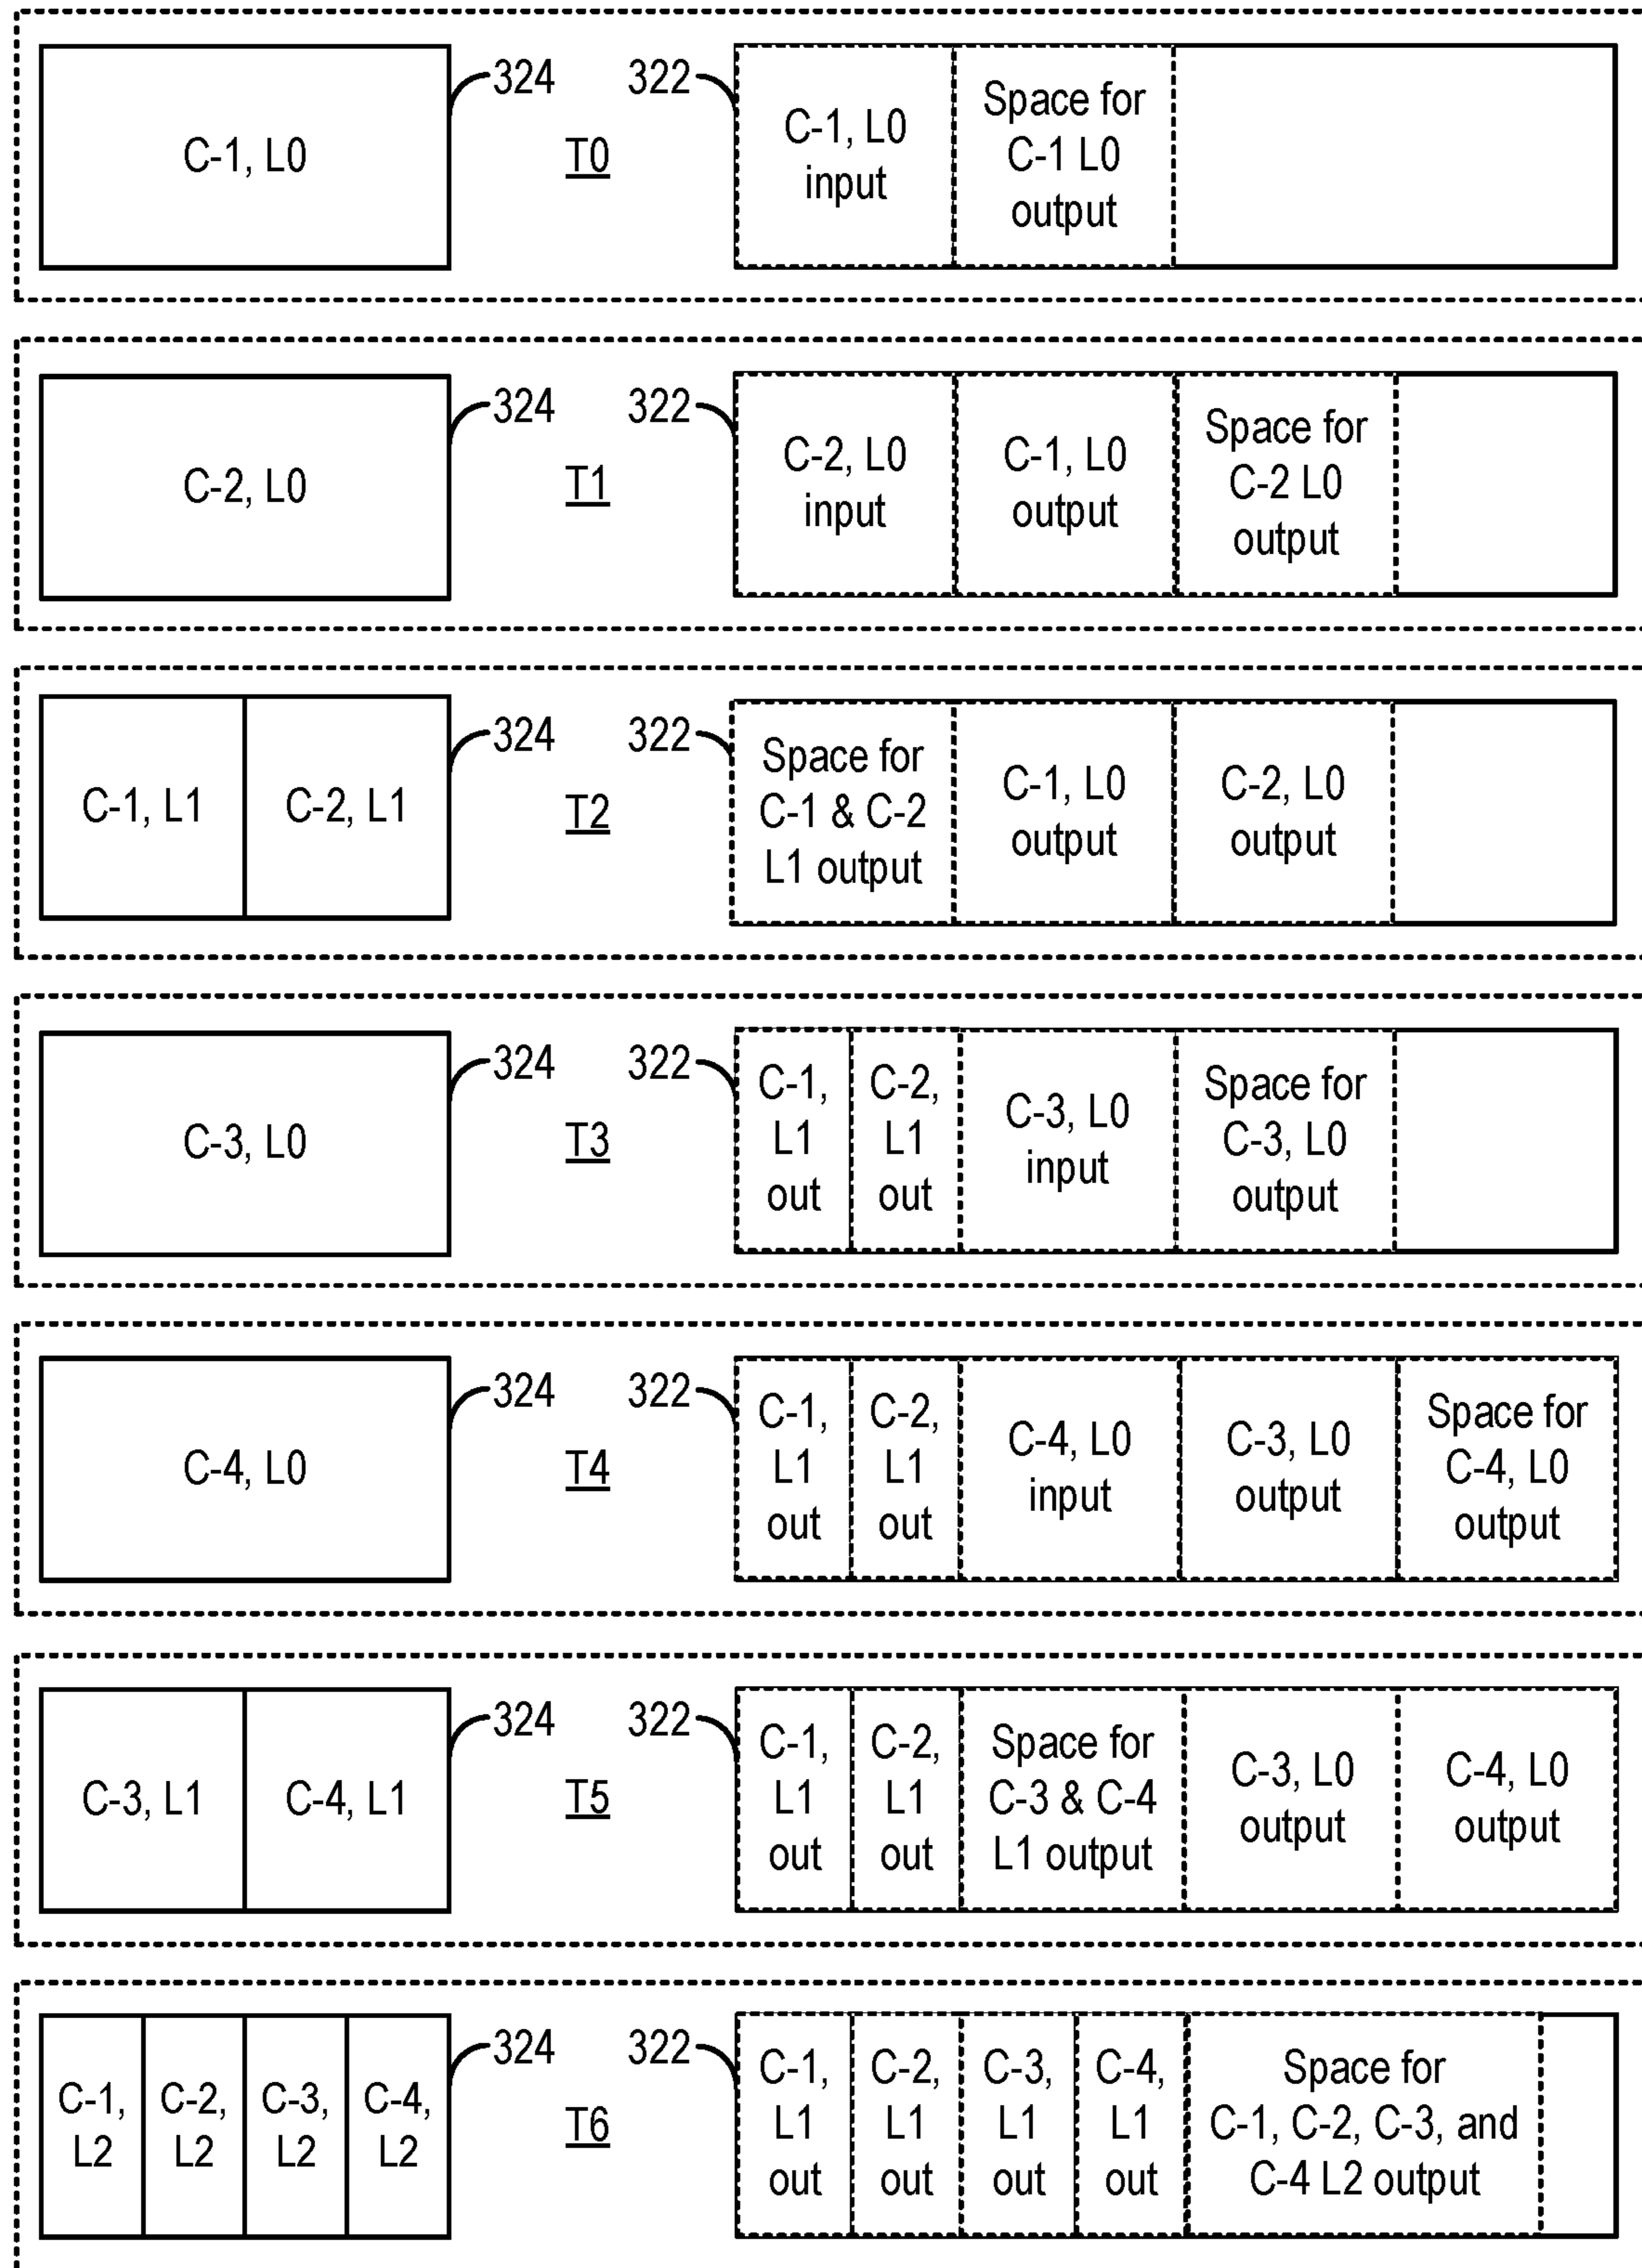 C-1, L0
324
T0
322
C-1, L0
input
Space for
C-1 L0
output
C-2, L0
324
T1
322
C-2, L0
input
C-1, L0
output
Space for
C-2 L0
output
C-1, L1
C-2, L1
324
T2
322
Space for
C-1 & C-2
L1 output
C-1, L0
output
C-2, L0
output
C-3, L0
324
T3
322
C-1,
L1
out
C-2,
L1
out
C-3, L0
input
Space for
C-3, L0
output
C-4, L0
324
T4
322
C-1,
L1
out
C-2,
L1
out
C-4, L0
input
C-3, L0
output
Space for
C-4, L0
output
C-3, L1
C-4, L1
324
T5
322
C-1,
L1
out
C-2,
L1
out
Space for
C-3 & C-4
L1 output
C-3, L0
output
C-4, L0
output
C-1,
L2
C-2,
L2
C-3,
L2
C-4,
L2
324
T6
322
C-1,
L1
out
C-2,
L1
out
C-3,
L1
out
C-4,
L1
out
Space for
C-1, C-2, C-3, and
C-4 L2 output